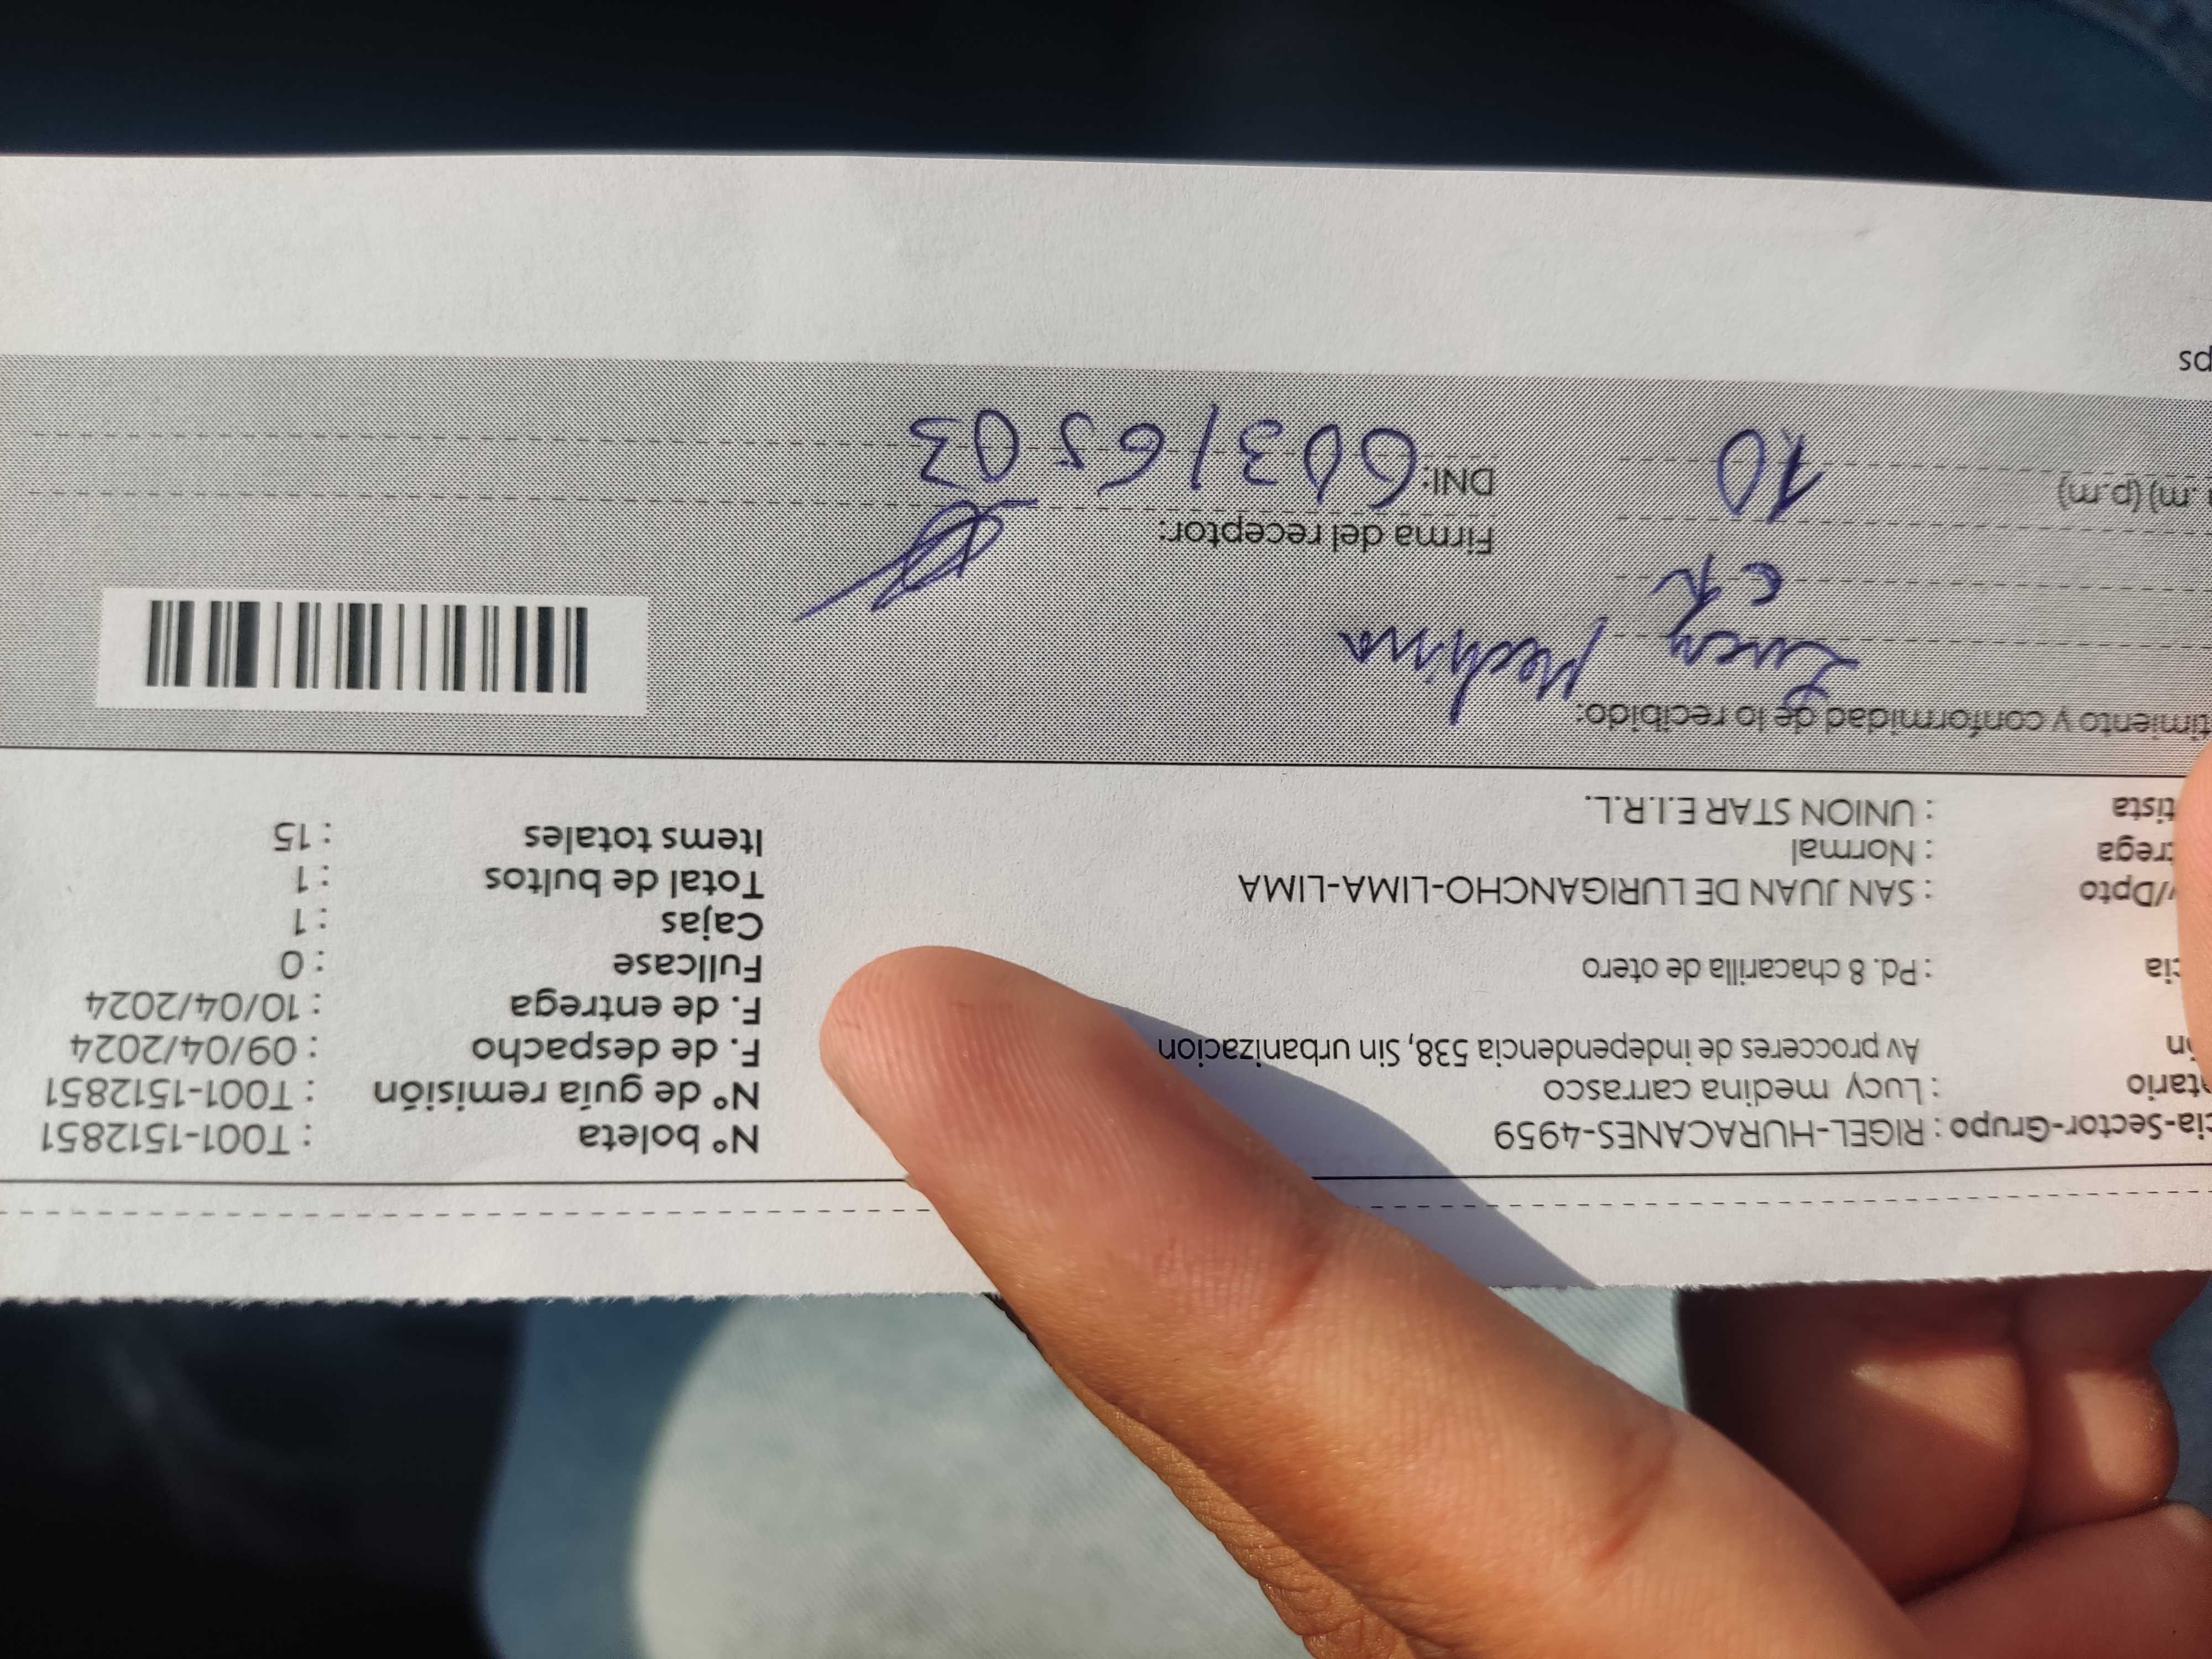 cia-Sector-Grupo : RIGEL-HURACANES-4959
tario : Lucy medina carrasco
ón : Av procceres de independencia 538, Sin urbanizacion
cia : Pd. 8 chacarilla de otero
/Dpto : SAN JUAN DE LURIGANCHO-LIMA-LIMA
trega : Normal
tista : UNION STAR E.I.R.L.
N° boleta : T001-1512851
N° de guía remisión : T001-1512851
F. de despacho : 09/04/2024
F. de entrega : 10/04/2024
Fullcase : 0
Cajas : 1
Total de bultos : 1
Items totales : 15
timiento y conformidad de lo recibido:
Lucy Medina
Firma del receptor:
.m) (p.m) 10
DNI: 60316503
ps